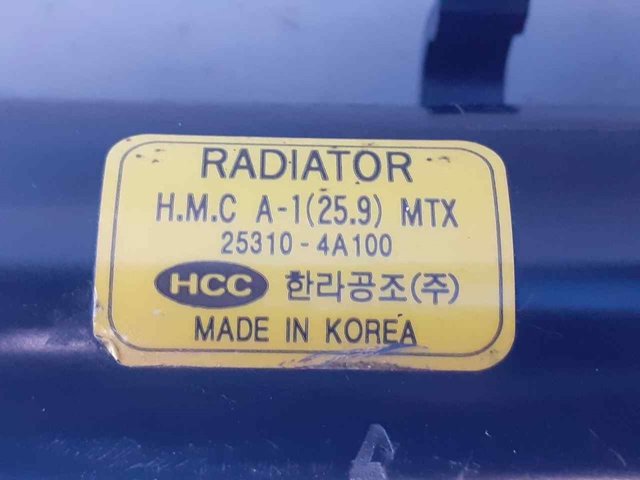 RADIATOR
H.M.C A-1(25.9) MTX
25310-4A100
HCC 한라공조(주)
MADE IN KOREA